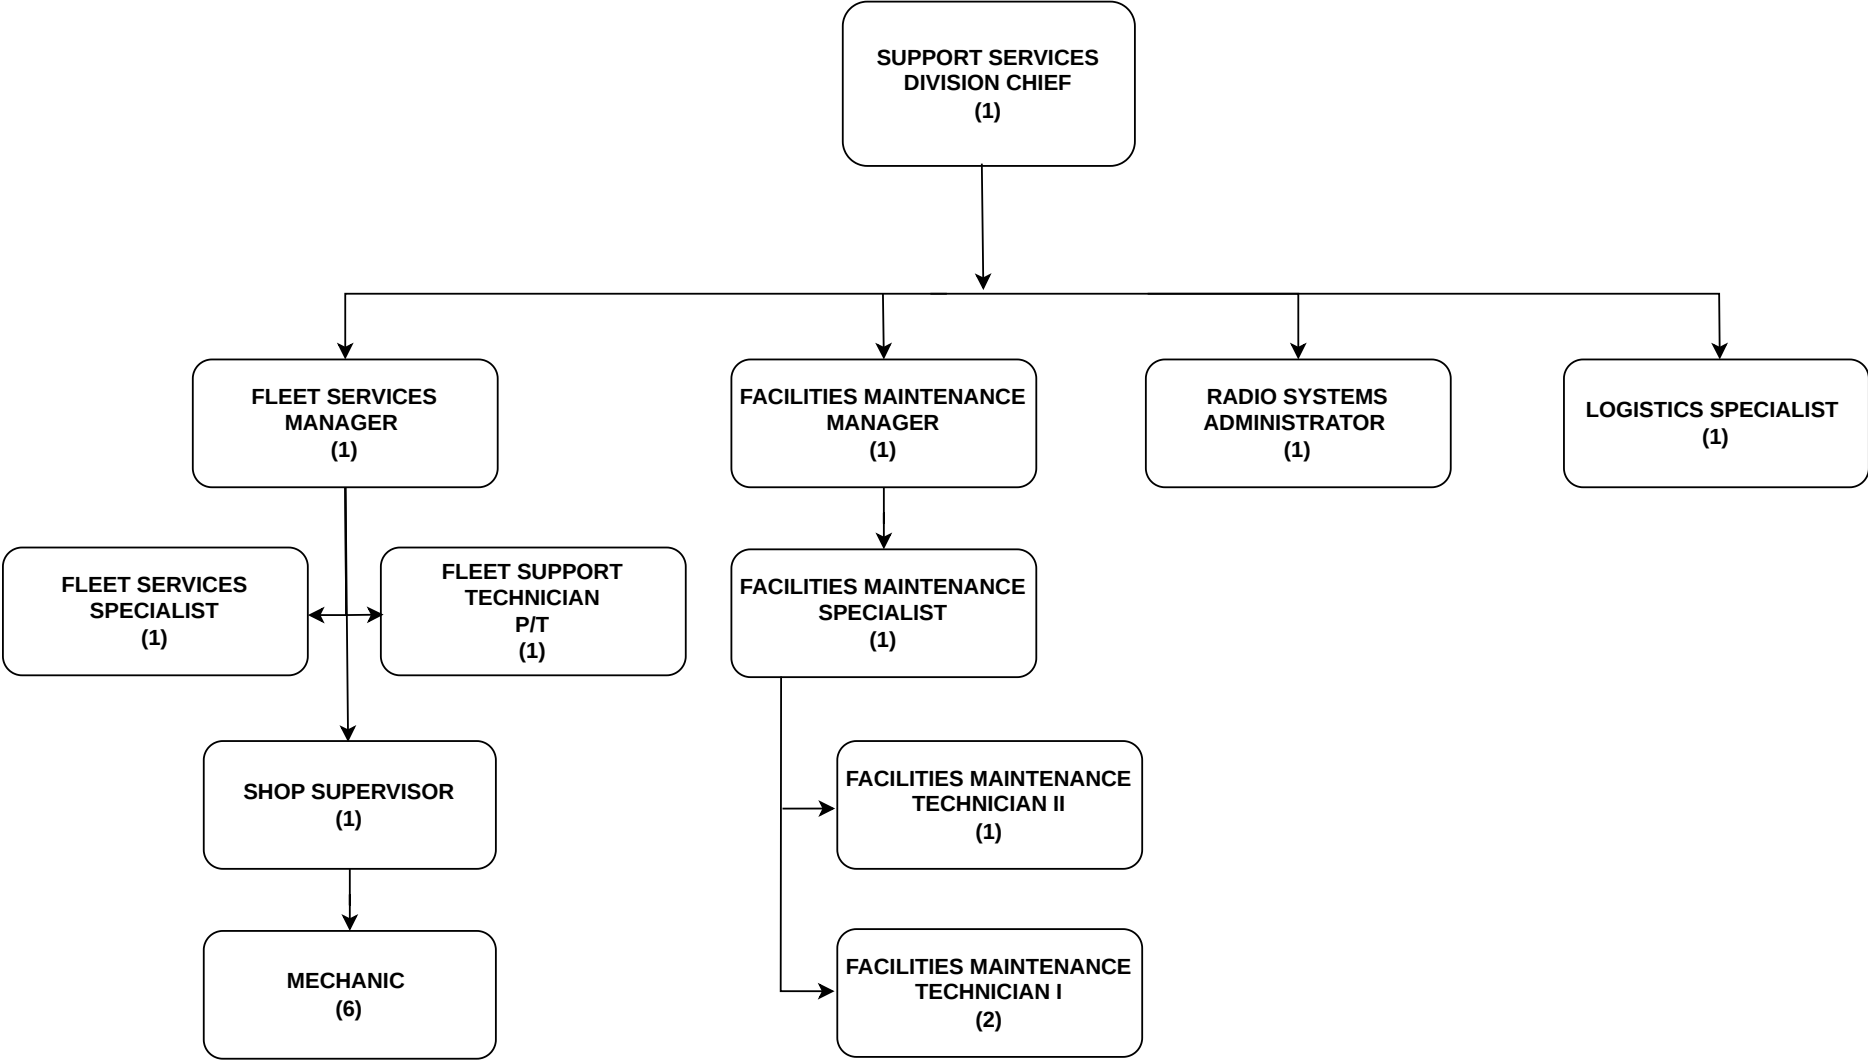 SUPPORT SERVICES
DIVISION CHIEF
(1)
FLEET SERVICES
MANAGER
(1)
FACILITIES MAINTENANCE
MANAGER
(1)
RADIO SYSTEMS
ADMINISTRATOR
(1)
LOGISTICS SPECIALIST
(1)
FLEET SERVICES
SPECIALIST
(1)
FLEET SUPPORT
TECHNICIAN
P/T
(1)
FACILITIES MAINTENANCE
SPECIALIST
(1)
SHOP SUPERVISOR
(1)
FACILITIES MAINTENANCE
TECHNICIAN II
(1)
MECHANIC
(6)
FACILITIES MAINTENANCE
TECHNICIAN I
(2)